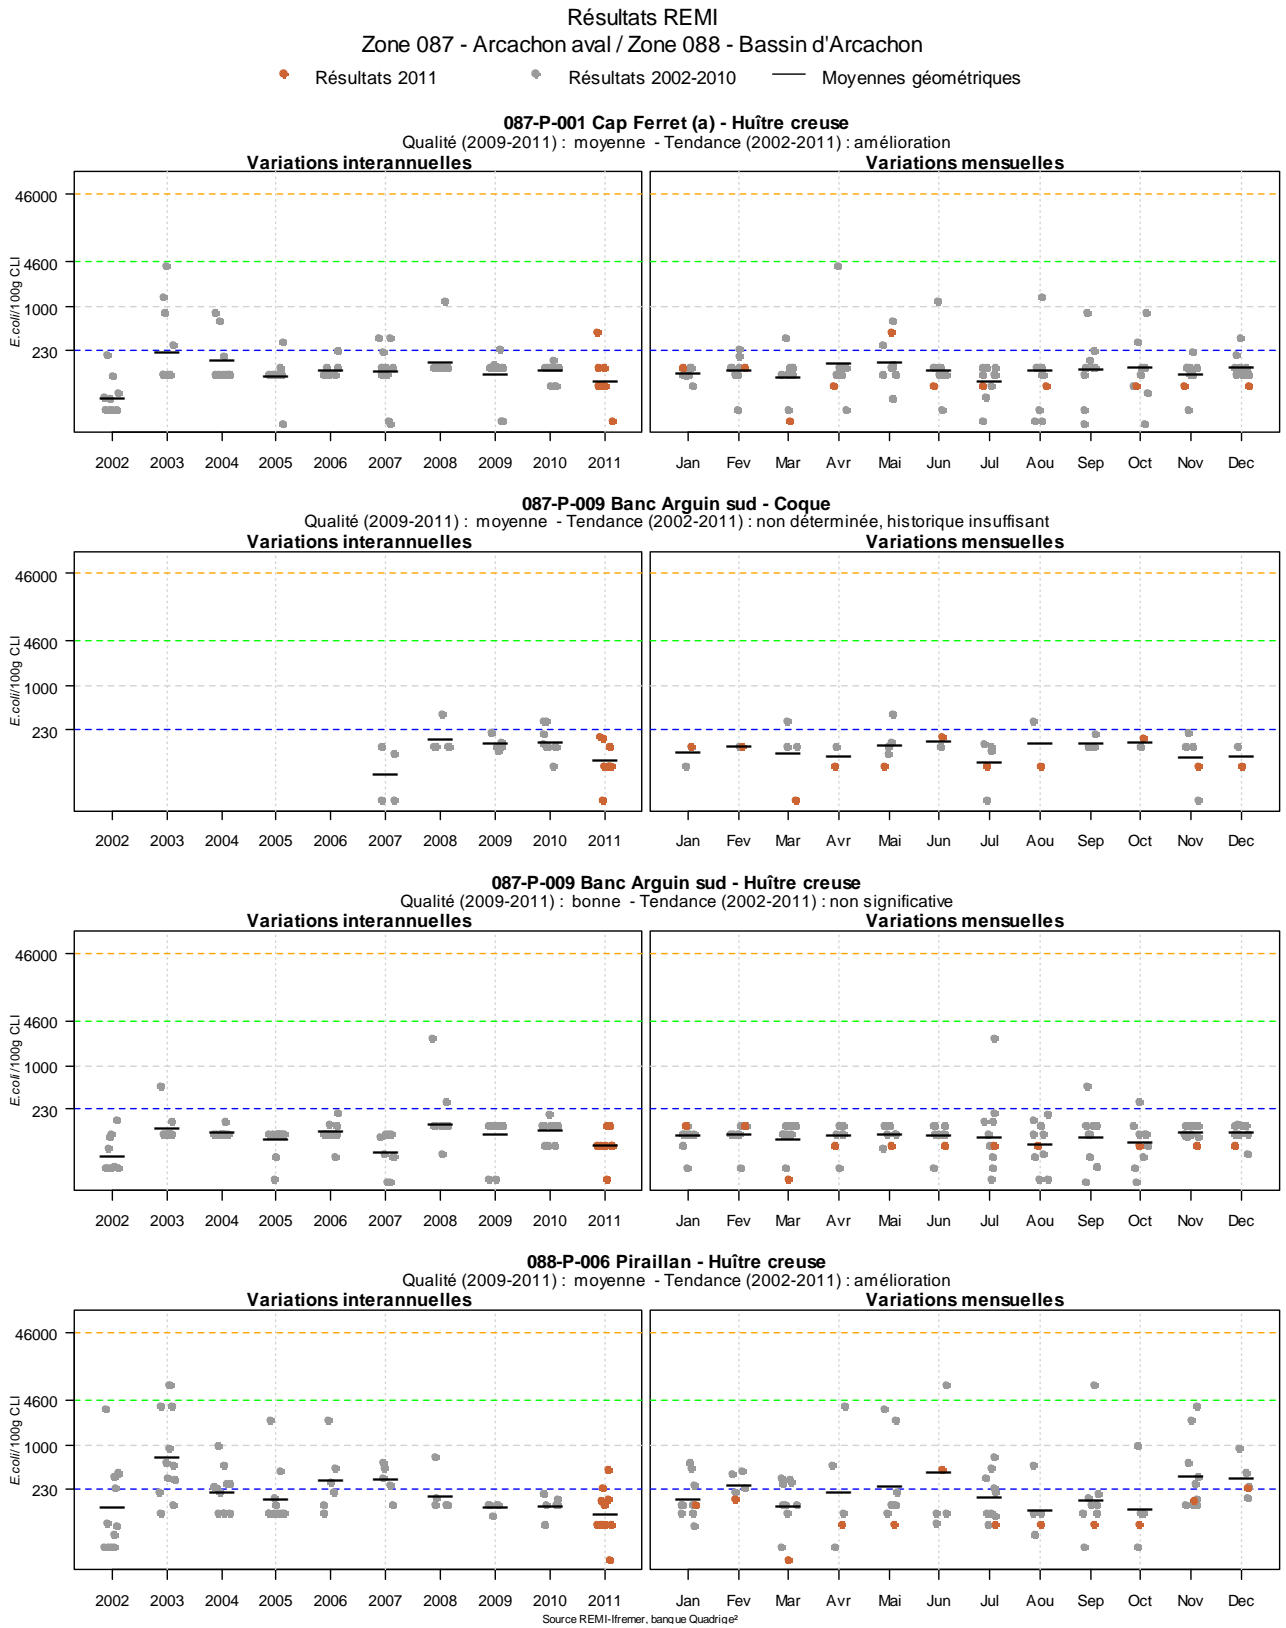 Résultats REMI
Zone 087 - Arcachon aval / Zone 088 - Bassin d'Arcachon
Résultats 2011 Résultats 2002-2010 Moyennes géométriques
087-P-001 Cap Ferret (a) - Huître creuse
Qualité (2009-2011) : moyenne - Tendance (2002-2011) : amélioration
Variations interannuelles Variations mensuelles
46000
4600
1000
230
E.coli/100g CLI
2002 2003 2004 2005 2006 2007 2008 2009 2010 2011 Jan Fev Mar Avr Mai Jun Jul Aou Sep Oct Nov Dec
087-P-009 Banc Arguin sud - Coque
Qualité (2009-2011) : moyenne - Tendance (2002-2011) : non déterminée, historique insuffisant
Variations interannuelles Variations mensuelles
46000
4600
1000
230
E.coli/100g CLI
2002 2003 2004 2005 2006 2007 2008 2009 2010 2011 Jan Fev Mar Avr Mai Jun Jul Aou Sep Oct Nov Dec
087-P-009 Banc Arguin sud - Huître creuse
Qualité (2009-2011) : bonne - Tendance (2002-2011) : non significative
Variations interannuelles Variations mensuelles
46000
4600
1000
230
E.coli/100g CLI
2002 2003 2004 2005 2006 2007 2008 2009 2010 2011 Jan Fev Mar Avr Mai Jun Jul Aou Sep Oct Nov Dec
088-P-006 Piraillan - Huître creuse
Qualité (2009-2011) : moyenne - Tendance (2002-2011) : amélioration
Variations interannuelles Variations mensuelles
46000
4600
1000
230
E.coli/100g CLI
2002 2003 2004 2005 2006 2007 2008 2009 2010 2011 Jan Fev Mar Avr Mai Jun Jul Aou Sep Oct Nov Dec
Source REMI-Ifremer, banque Quadrige²